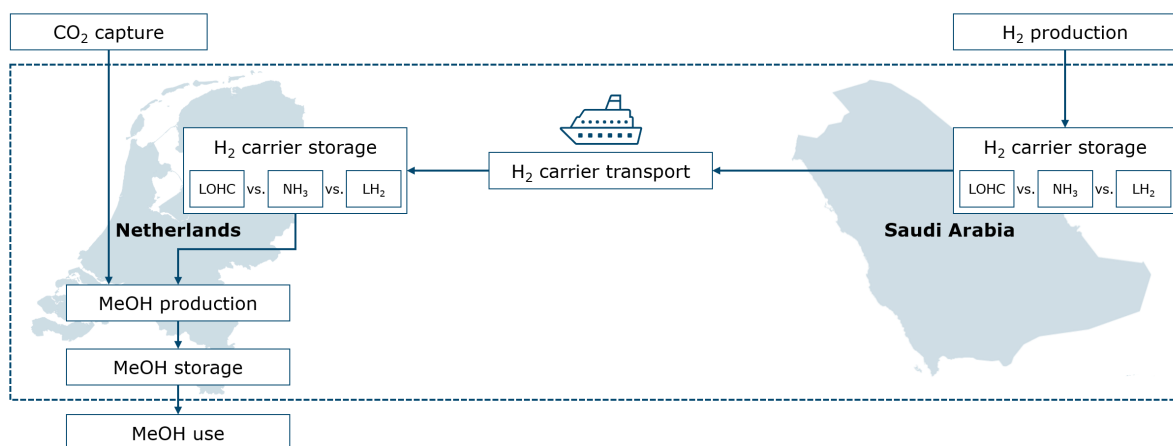 CO₂ capture
H₂ production
H₂ carrier storage
LOHC vs. NH₃ vs. LH₂
H₂ carrier transport
H₂ carrier storage
LOHC vs. NH₃ vs. LH₂
Netherlands
Saudi Arabia
MeOH production
MeOH storage
MeOH use